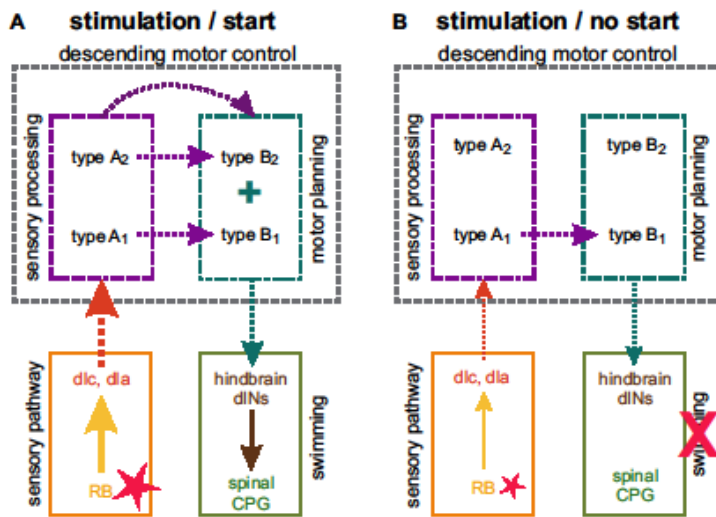 A stimulation / start
descending motor control
sensory processing
type A2
type B2
+
type A1
type B1
motor planning
sensory pathway
dlc, dla
RB
hindbrain
dINs
spinal
CPG
swimming
B stimulation / no start
descending motor control
sensory processing
type A2
type B2
type A1
type B1
motor planning
sensory pathway
dlc, dla
RB
hindbrain
dINs
spinal
CPG
swimming